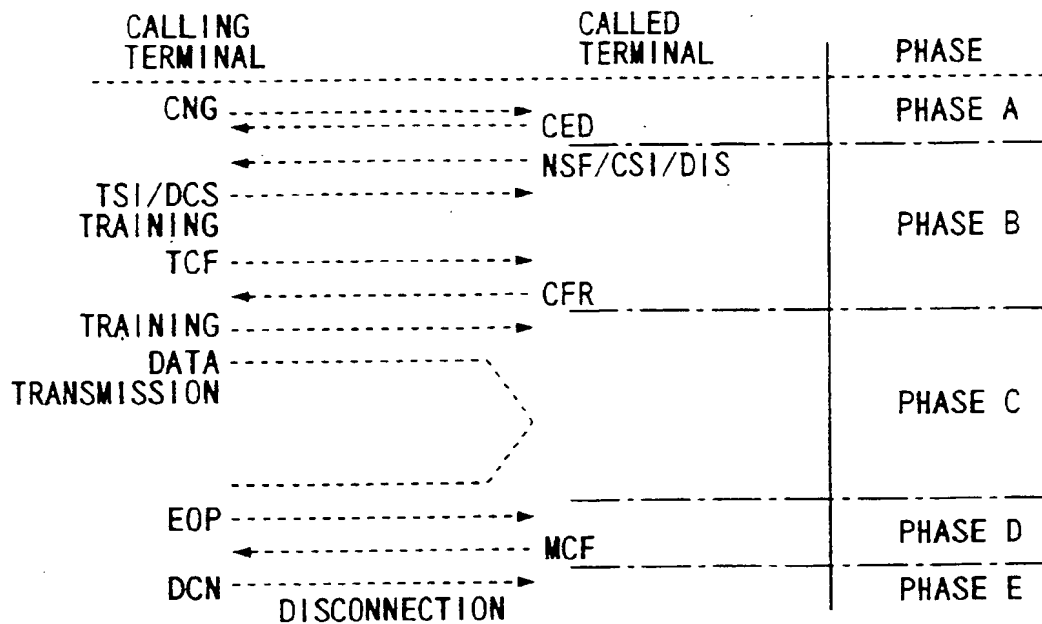 CALLING
TERMINAL
CALLED
TERMINAL
PHASE
CNG
CED
PHASE A
NSF/CSI/DIS
TSI/DCS
TRAINING
PHASE B
TCF
CFR
TRAINING
DATA
TRANSMISSION
PHASE C
EOP
MCF
PHASE D
DCN
DISCONNECTION
PHASE E